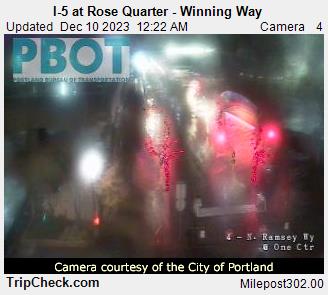 I-5 at Rose Quarter - Winning Way
Updated Dec 10 2023 12:22 AM Camera 4
PBOT
PORTLAND BUREAU OF TRANSPORTATION
4 - N. Ramsey Wy
@ One Ctr
Camera courtesy of the City of Portland
TripCheck.com Milepost302.00